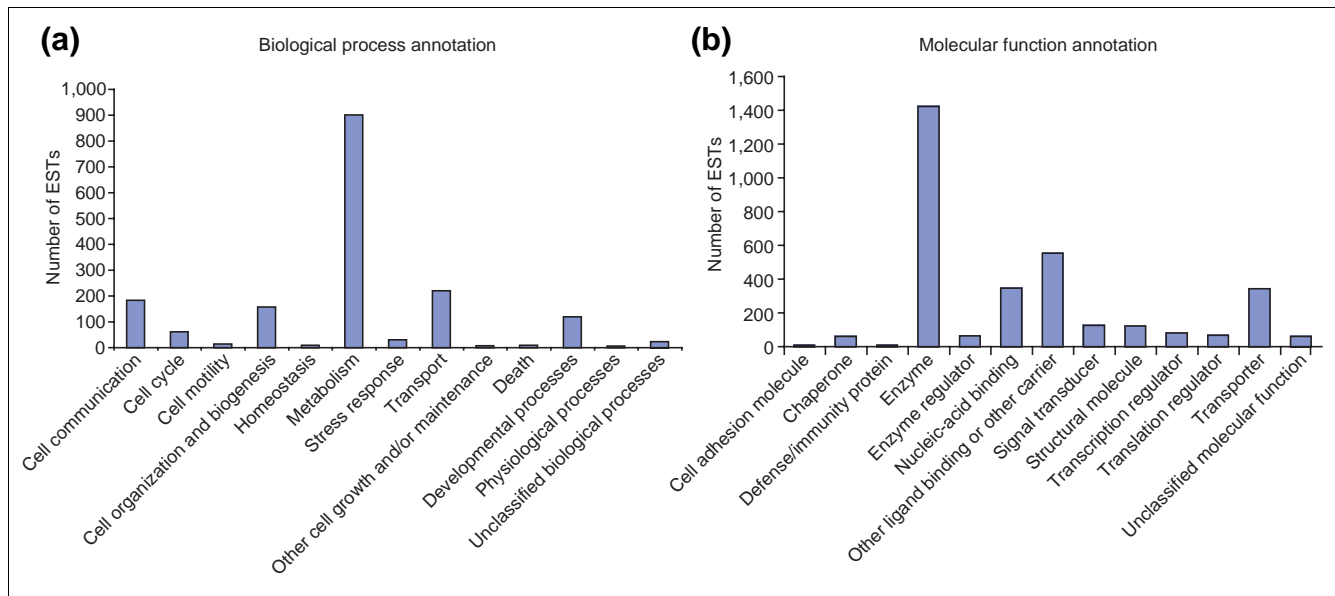 (a)
Biological process annotation
Number of ESTs
1,000
900
800
700
600
500
400
300
200
100
0
Cell communication
Cell cycle
Cell motility
Cell organization and biogenesis
Homeostasis
Metabolism
Stress response
Transport
Other cell growth and/or maintenance
Death
Developmental processes
Physiological processes
Unclassified biological processes
(b)
Molecular function annotation
Number of ESTs
1,600
1,400
1,200
1,000
800
600
400
200
0
Cell adhesion molecule
Chaperone
Defense/immunity protein
Enzyme
Enzyme regulator
Nucleic-acid binding
Other ligand binding or other carrier
Signal transducer
Structural molecule
Transcription regulator
Translation regulator
Transporter
Unclassified molecular function